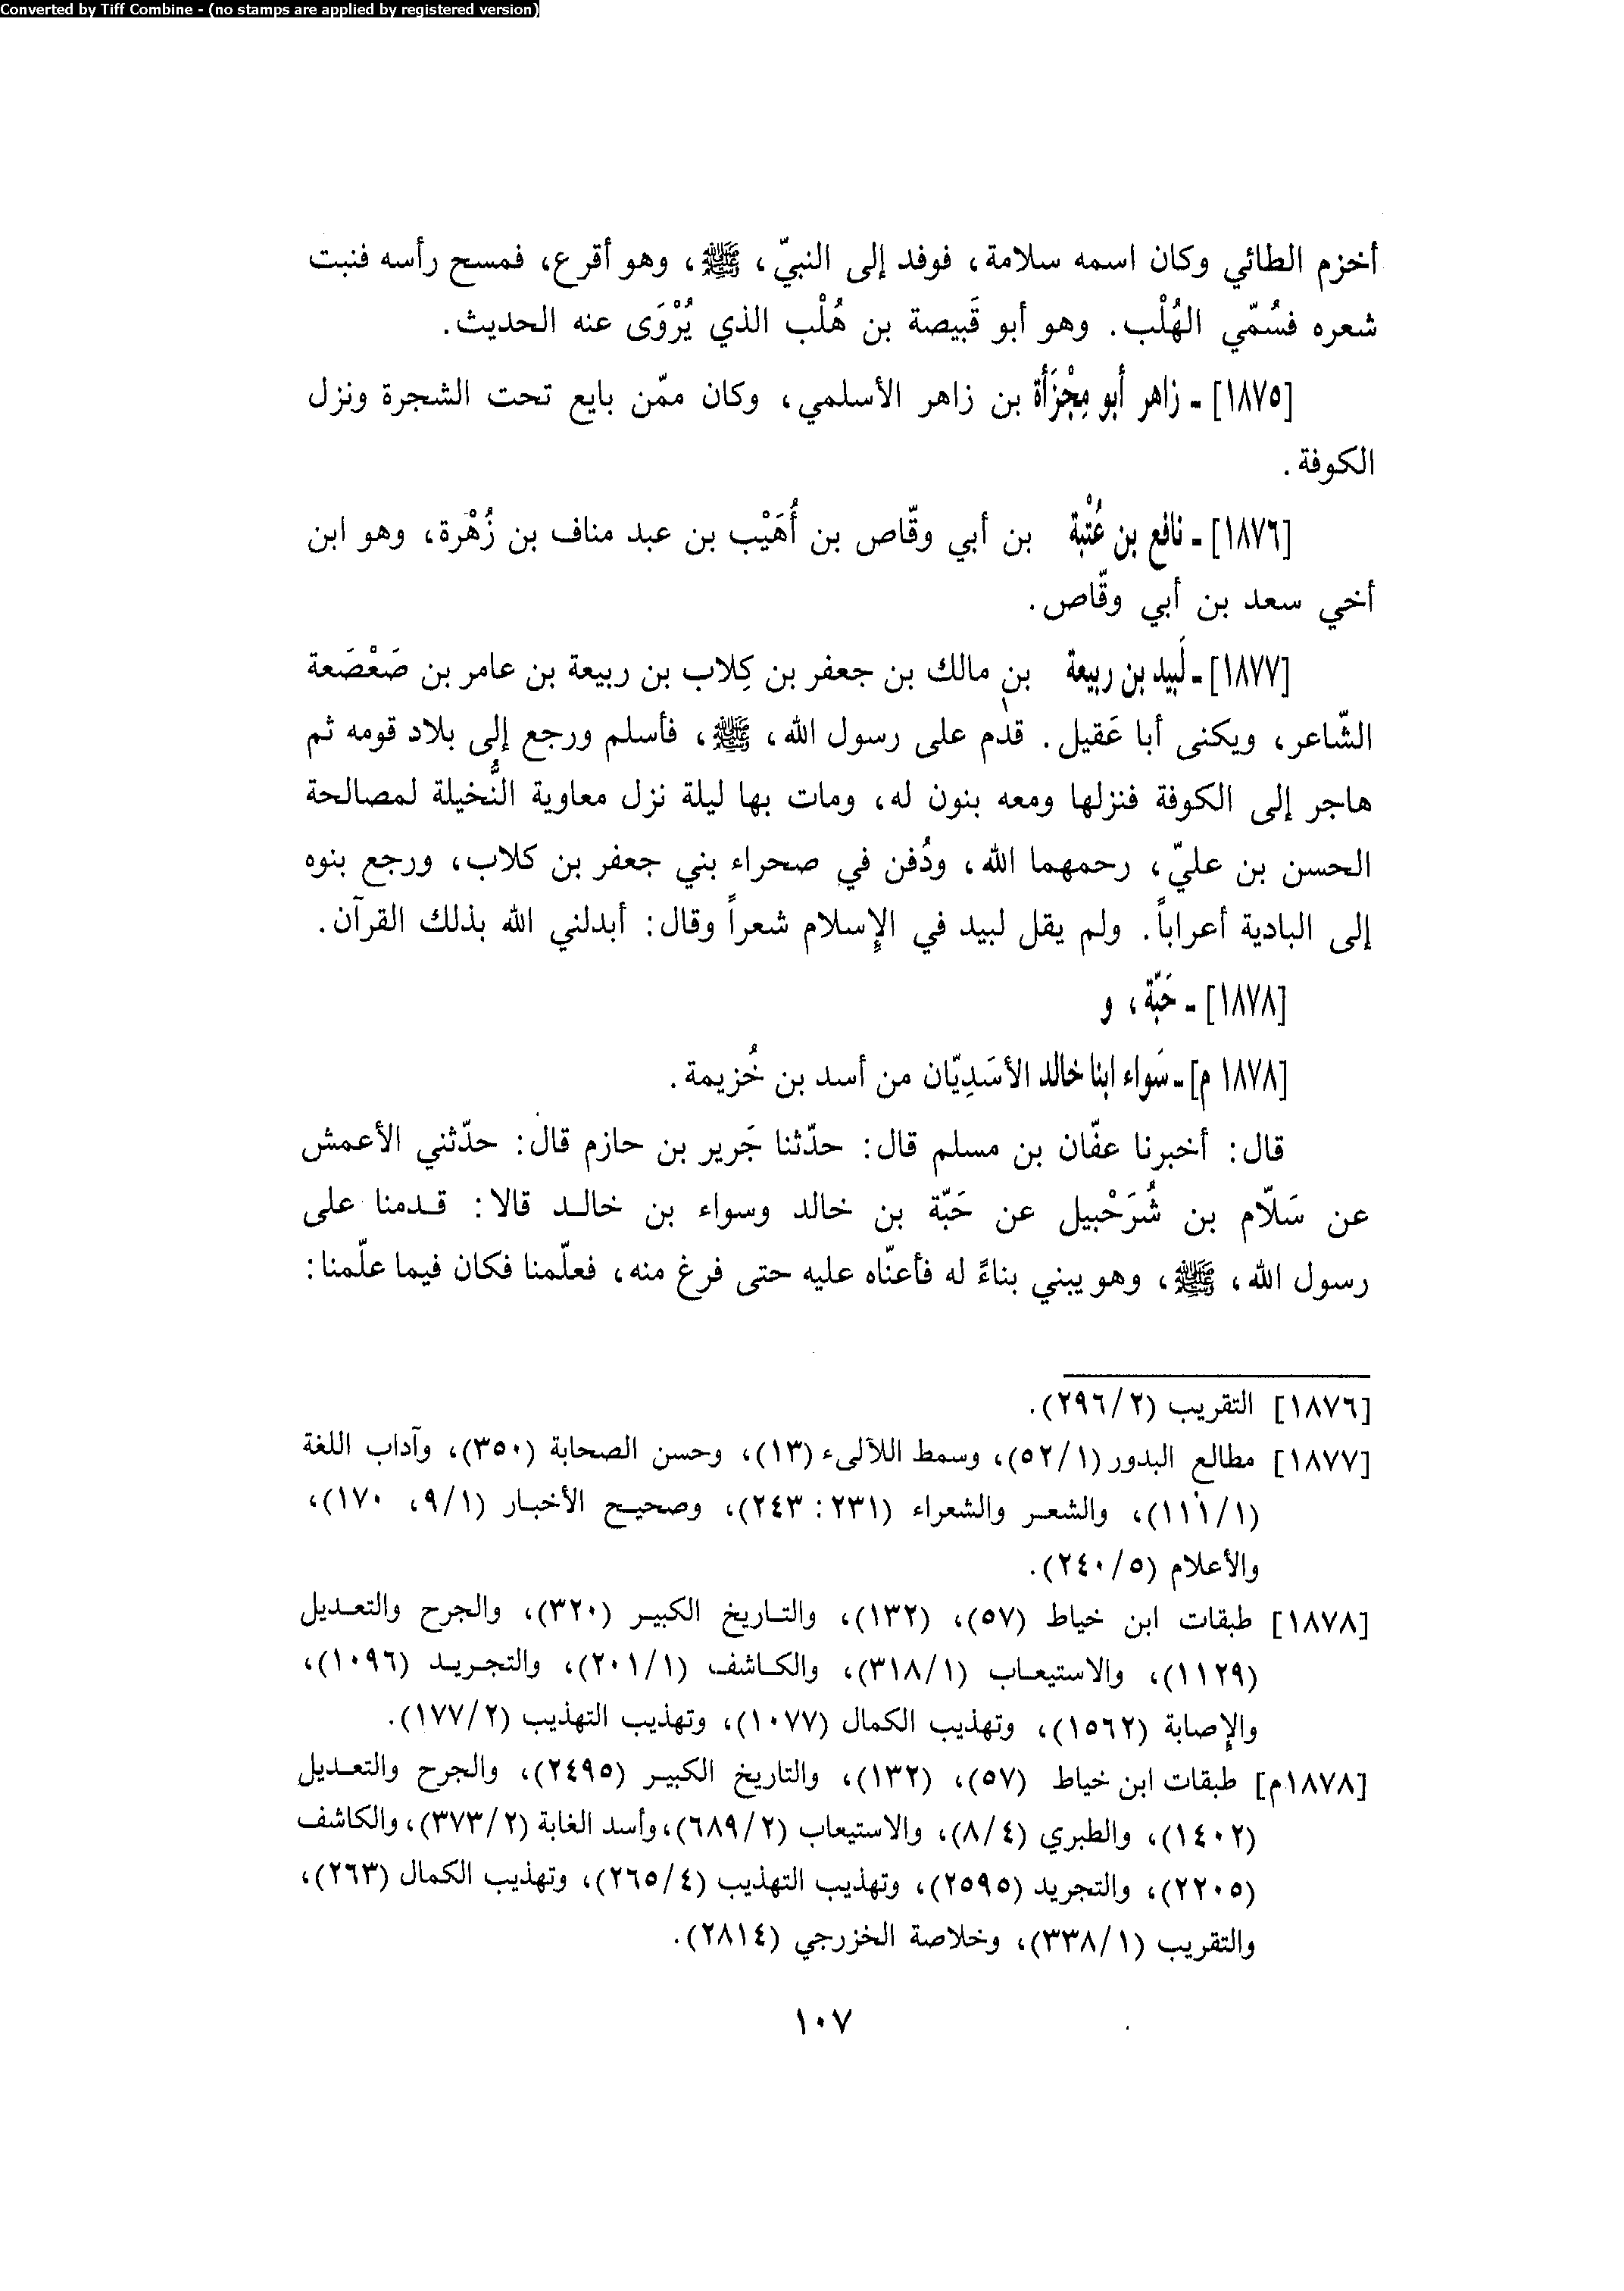 Converted by Tiff Combine - (no stamps are applied by registered version)
أخزم الطائي وكان اسمه سلامة، فوفد إلى النبيّ، ﷺ، وهو أقرع، فمسح رأسه فنبت
شعره فسُمّي الهُلْب. وهو أبو قَبيصة بن هُلْب الذي يُرْوَى عنه الحديث.
[١٨٧٥] - زاهر أبو مِجْزَأة بن زاهر الأسلمي، وكان ممّن بايع تحت الشجرة ونزل
الكوفة.
[١٨٧٦] - نافع بن عُتْبة بن أبي وقّاص بن أُهَيْب بن عبد مناف بن زُهْرة، وهو ابن
أخي سعد بن أبي وقّاص.
[١٨٧٧] - لَبيد بن ربيعة بن مالك بن جعفر بن كِلاب بن ربيعة بن عامر بن صَعْصَعة
الشّاعر، ويكنى أبا عَقيل. قدم على رسول الله، ﷺ، فأسلم ورجع إلى بلاد قومه ثم
هاجر إلى الكوفة فنزلها ومعه بنون له، ومات بها ليلة نزل معاوية النُّخيلة لمصالحة
الحسن بن عليّ، رحمهما الله، ودُفن في صحراء بني جعفر بن كلاب، ورجع بنوه
إلى البادية أعراباً. ولم يقل لبيد في الإسلام شعراً وقال: أبدلني الله بذلك القرآن.
[١٨٧٨] - حَبّة، و
[١٨٧٨ م] - سَواء ابنا خالد الأسَدِيّان من أسد بن خُزيمة.
قال: أخبرنا عفّان بن مسلم قال: حدّثنا جَرير بن حازم قال: حدّثني الأعمش
عن سَلّام بن شُرَحْبيل عن حَبّة بن خالد وسواء بن خالد قالا: قدمنا على
رسول الله، ﷺ، وهو يبني بناءً له فأعنّاه عليه حتى فرغ منه، فعلّمنا فكان فيما علّمنا:
[١٨٧٦] التقريب (٢/٢٩٦).
[١٨٧٧] مطالع البدور (١/٥٢)، وسمط اللآلىء (١٣)، وحسن الصحابة (٣٥٠)، وآداب اللغة
(١/١١١)، والشعر والشعراء (٢٣١: ٢٤٣)، وصحيح الأخبار (١/٩، ١٧٠)،
والأعلام (٥/٢٤٠).
[١٨٧٨] طبقات ابن خياط (٥٧)، (١٣٢)، والتاريخ الكبير (٣٢٠)، والجرح والتعديل
(١١٢٩)، والاستيعاب (١/٣١٨)، والكاشف (١/٢٠١)، والتجريد (١٠٩٦)،
والإصابة (١٥٦٢)، وتهذيب الكمال (١٠٧٧)، وتهذيب التهذيب (٢/١٧٧).
[١٨٧٨م] طبقات ابن خياط (٥٧)، (١٣٢)، والتاريخ الكبير (٢٤٩٥)، والجرح والتعديل
(١٤٠٢)، والطبري (٤/٨)، والاستيعاب (٢/٦٨٩)، وأسد الغابة (٢/٣٧٣)، والكاشف
(٢٢٠٥)، والتجريد (٢٥٩٥)، وتهذيب التهذيب (٤/٢٦٥)، وتهذيب الكمال (٢٦٣)،
والتقريب (١/٣٣٨)، وخلاصة الخزرجي (٢٨١٤).
١٠٧